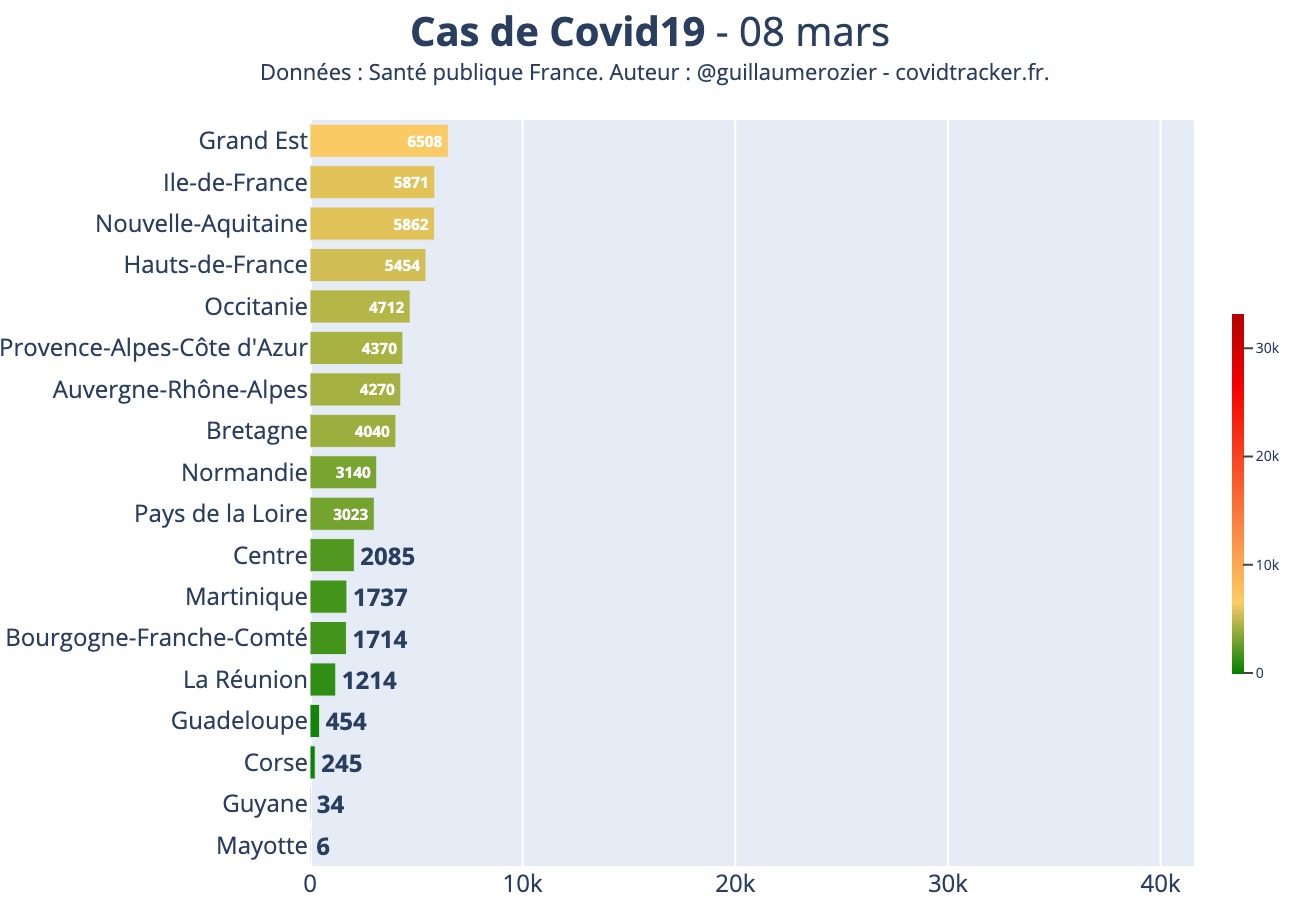 Cas de Covid19 - 08 mars
Données : Santé publique France. Auteur : @guillaumerozier - covidtracker.fr.
Grand Est 6508
Ile-de-France 5871
Nouvelle-Aquitaine 5862
Hauts-de-France 5454
Occitanie 4712
Provence-Alpes-Côte d'Azur 4370
Auvergne-Rhône-Alpes 4270
Bretagne 4040
Normandie 3140
Pays de la Loire 3023
Centre 2085
Martinique 1737
Bourgogne-Franche-Comté 1714
La Réunion 1214
Guadeloupe 454
Corse 245
Guyane 34
Mayotte 6
0 10k 20k 30k 40k
30k
20k
10k
0